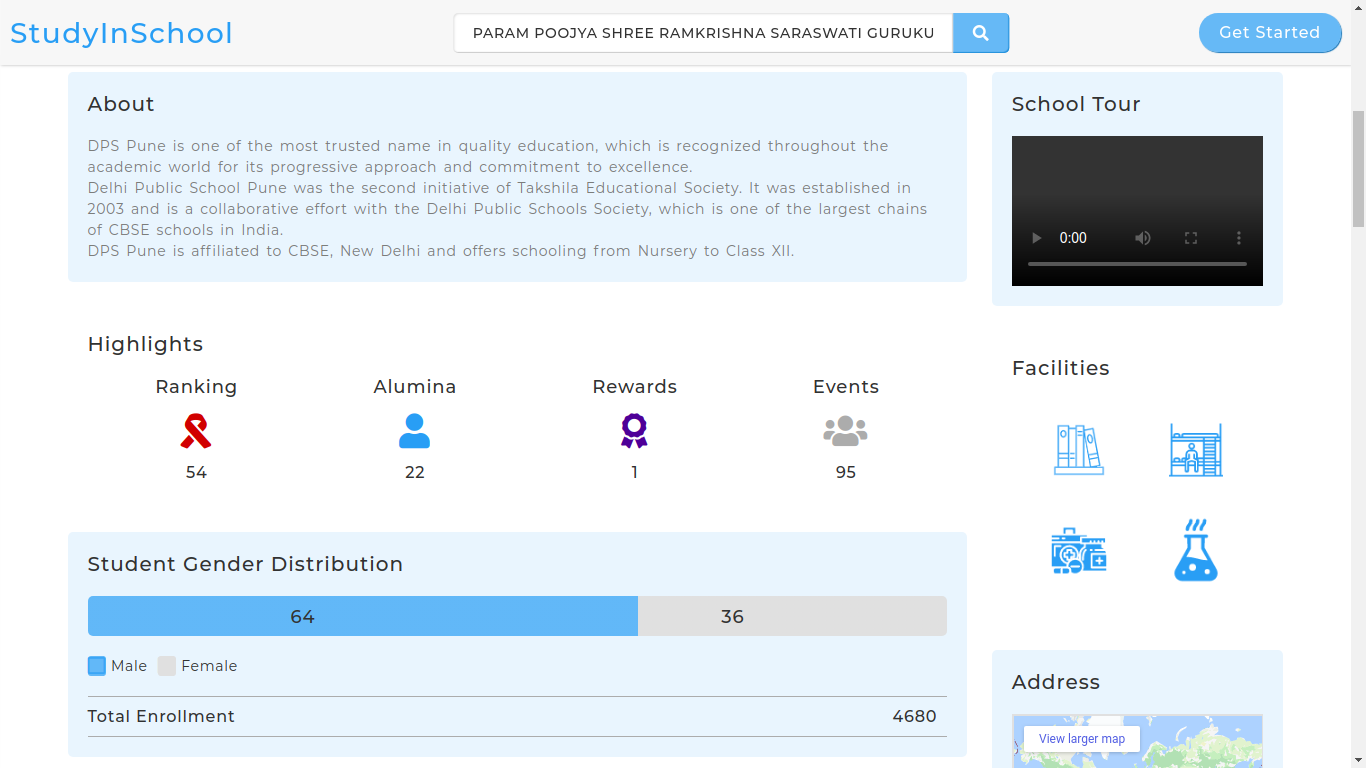 StudyInSchool
PARAM POOJYA SHREE RAMKRISHNA SARASWATI GURUKU
Get Started
About
DPS Pune is one of the most trusted name in quality education, which is recognized throughout the
academic world for its progressive approach and commitment to excellence.
Delhi Public School Pune was the second initiative of Takshila Educational Society. It was established in
2003 and is a collaborative effort with the Delhi Public Schools Society, which is one of the largest chains
of CBSE schools in India.
DPS Pune is affiliated to CBSE, New Delhi and offers schooling from Nursery to Class XII.
School Tour
0:00
Highlights
Ranking Alumina Rewards Events
54 22 1 95
Facilities
Student Gender Distribution
64 36
Male Female
Total Enrollment 4680
Address
View larger map